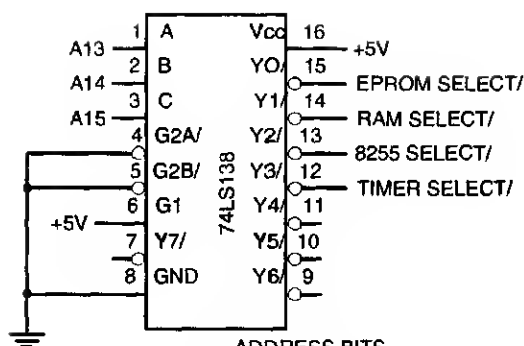 1 A Vcc 16
A13 +5V
2 B YO/ 15
A14 EPROM SELECT/
3 C Y1/ 14
A15 RAM SELECT/
4 G2A/ Y2/ 13
8255 SELECT/
5 G2B/ Y3/ 12
TIMER SELECT/
6 G1 Y4/ 11
+5V
7 Y7/ Y5/ 10
8 GND Y6/ 9
74LS138
ADDRESS BITS